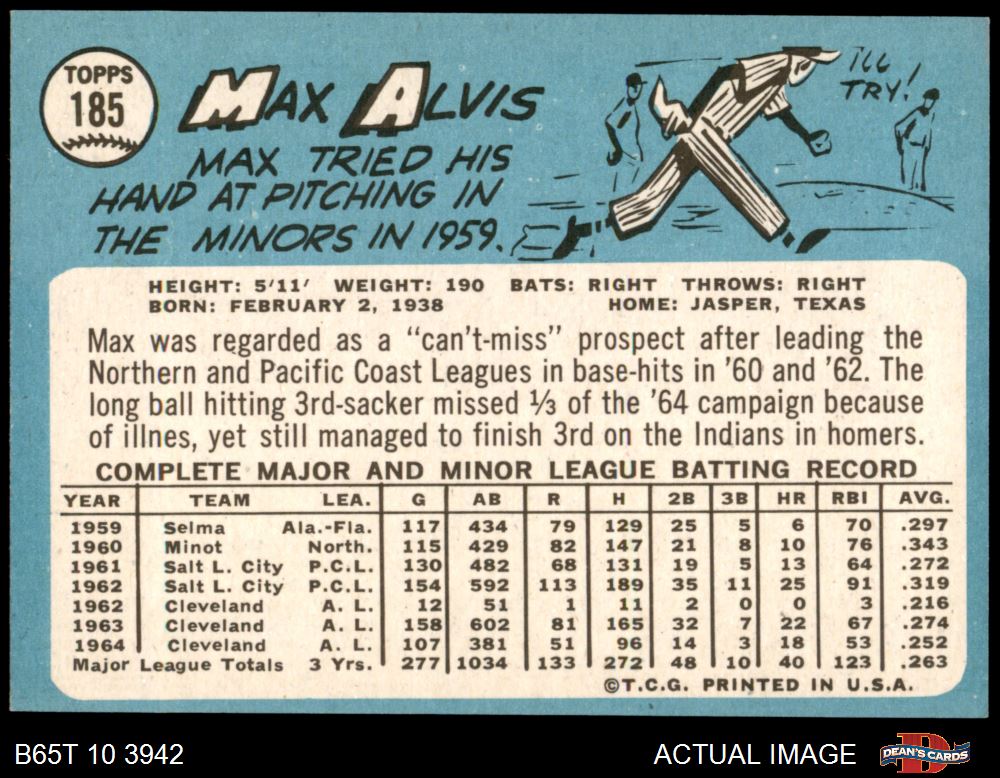 TOPPS
185
MAX ALVIS
MAX TRIED HIS
HAND AT PITCHING IN
THE MINORS IN 1959.
I'LL
TRY!
HEIGHT: 5'11' WEIGHT: 190 BATS: RIGHT THROWS: RIGHT
BORN: FEBRUARY 2, 1938 HOME: JASPER, TEXAS
Max was regarded as a "can't-miss" prospect after leading the
Northern and Pacific Coast Leagues in base-hits in '60 and '62. The
long ball hitting 3rd-sacker missed ⅓ of the '64 campaign because
of illnes, yet still managed to finish 3rd on the Indians in homers.
COMPLETE MAJOR AND MINOR LEAGUE BATTING RECORD
YEAR TEAM LEA. G AB R H 2B 3B HR RBI AVG.
1959 Selma Ala.-Fla. 117 434 79 129 25 5 6 70 .297
1960 Minot North. 115 429 82 147 21 8 10 76 .343
1961 Salt L. City P.C.L. 130 482 68 131 19 5 13 64 .272
1962 Salt L. City P.C.L. 154 592 113 189 35 11 25 91 .319
1962 Cleveland A. L. 12 51 1 11 2 0 0 3 .216
1963 Cleveland A. L. 158 602 81 165 32 7 22 67 .274
1964 Cleveland A. L. 107 381 51 96 14 3 18 53 .252
Major League Totals 3 Yrs. 277 1034 133 272 48 10 40 123 .263
©T.C.G. PRINTED IN U.S.A.
B65T 10 3942 ACTUAL IMAGE DEAN'S CARDS